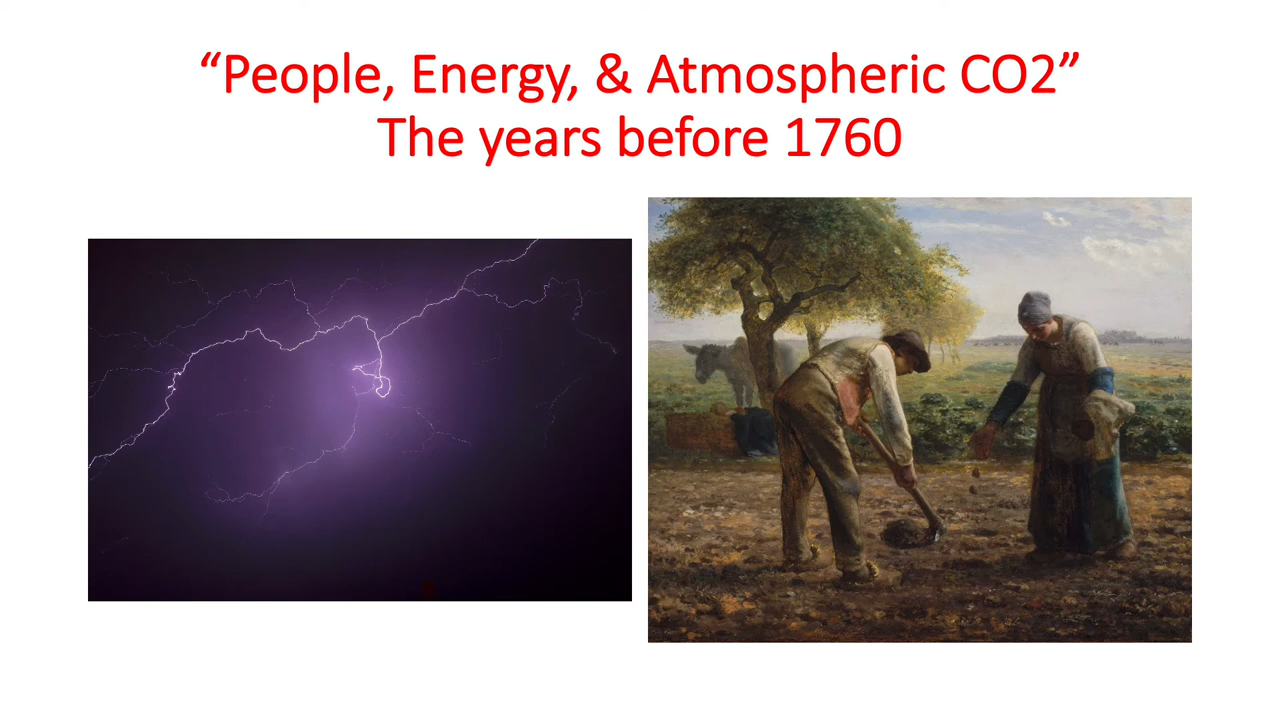 “People, Energy, & Atmospheric CO2”
The years before 1760